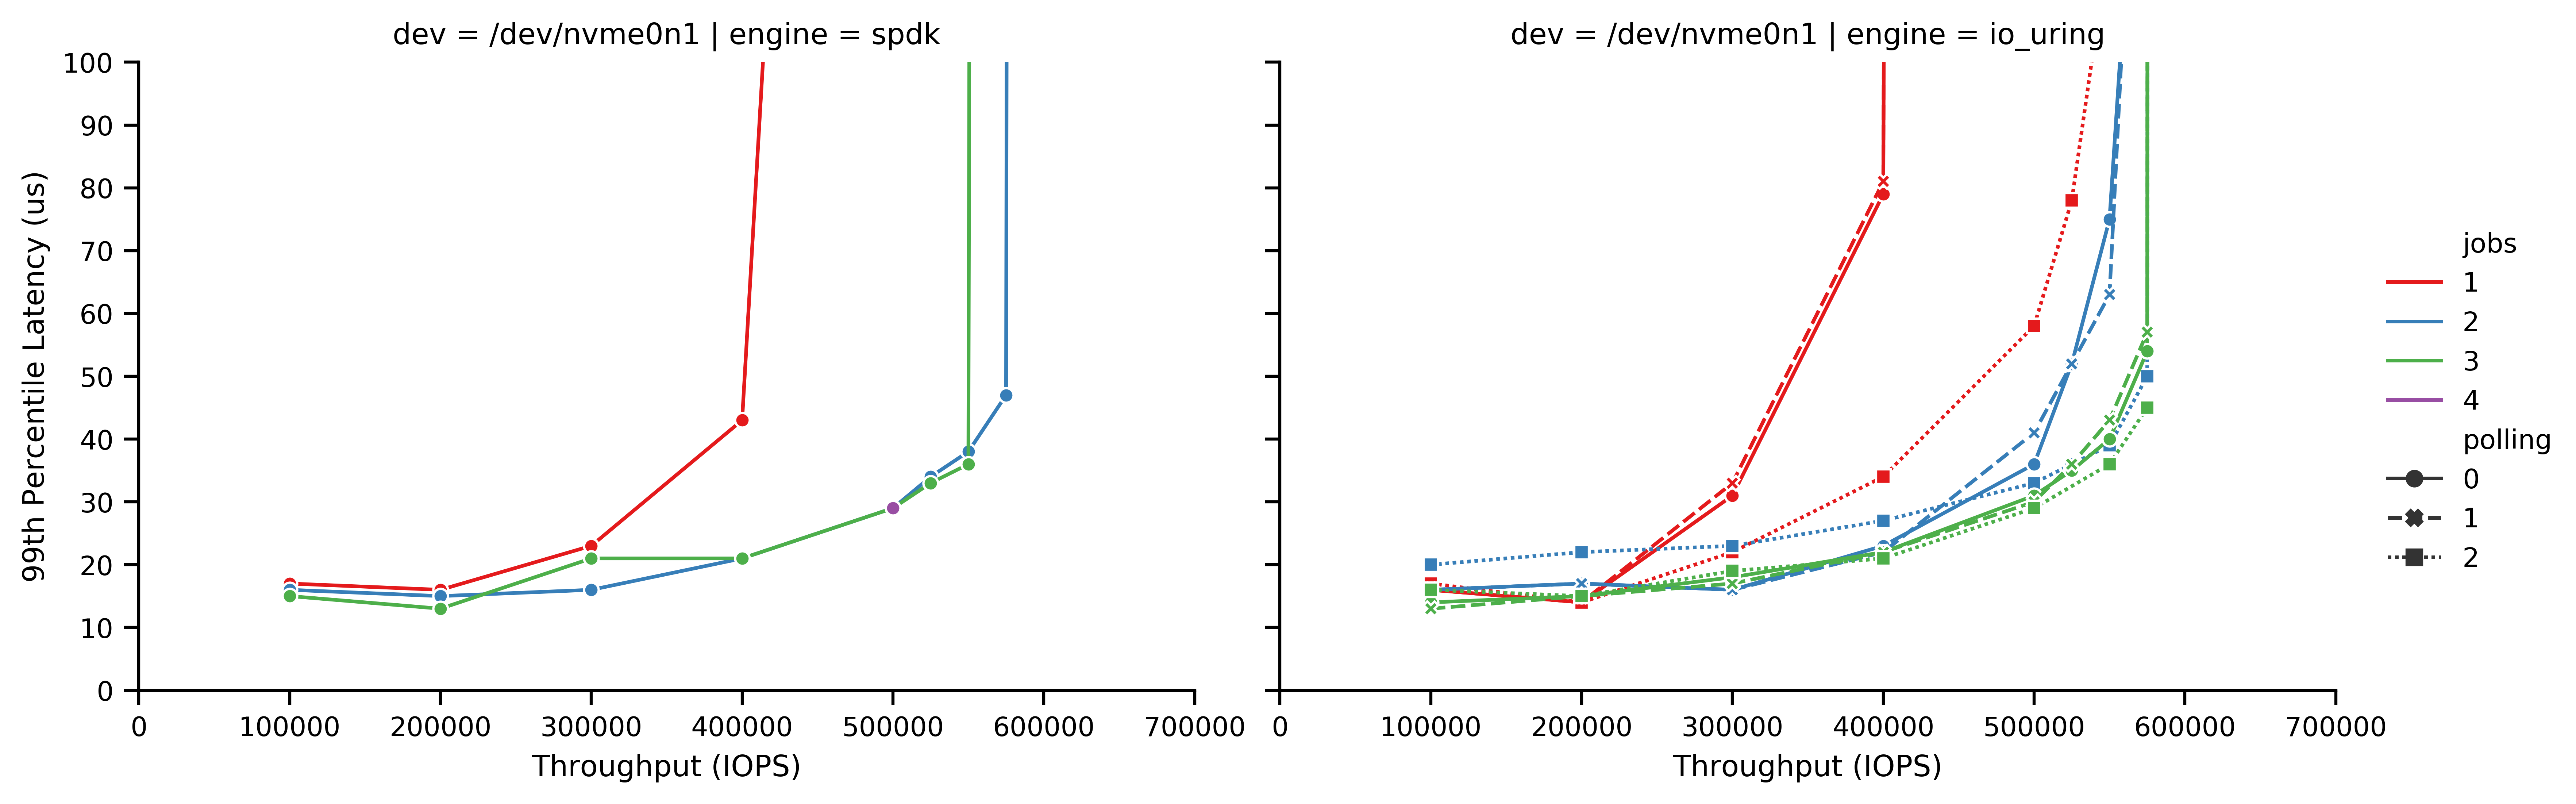 dev = /dev/nvme0n1 | engine = spdk
100
90
80
70
60
50
40
30
20
10
0
99th Percentile Latency (us)
0 100000 200000 300000 400000 500000 600000 700000
Throughput (IOPS)
dev = /dev/nvme0n1 | engine = io_uring
0 100000 200000 300000 400000 500000 600000 700000
Throughput (IOPS)
jobs
1
2
3
4
polling
0
1
2